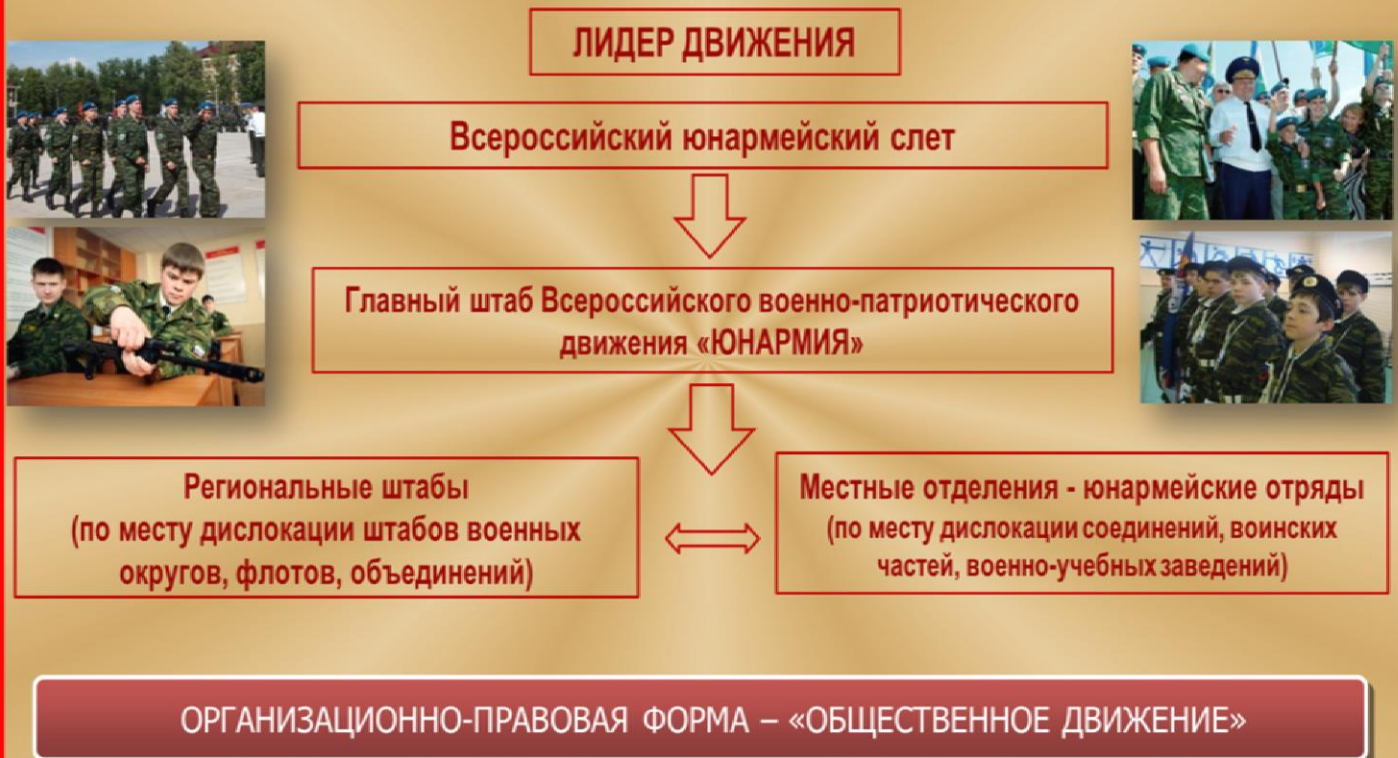 ЛИДЕР ДВИЖЕНИЯ
Всероссийский юнармейский слет
Главный штаб Всероссийского военно-патриотического
движения «ЮНАРМИЯ»
Региональные штабы
(по месту дислокации штабов военных
округов, флотов, объединений)
Местные отделения - юнармейские отряды
(по месту дислокации соединений, воинских
частей, военно-учебных заведений)
ОРГАНИЗАЦИОННО-ПРАВОВАЯ ФОРМА – «ОБЩЕСТВЕННОЕ ДВИЖЕНИЕ»